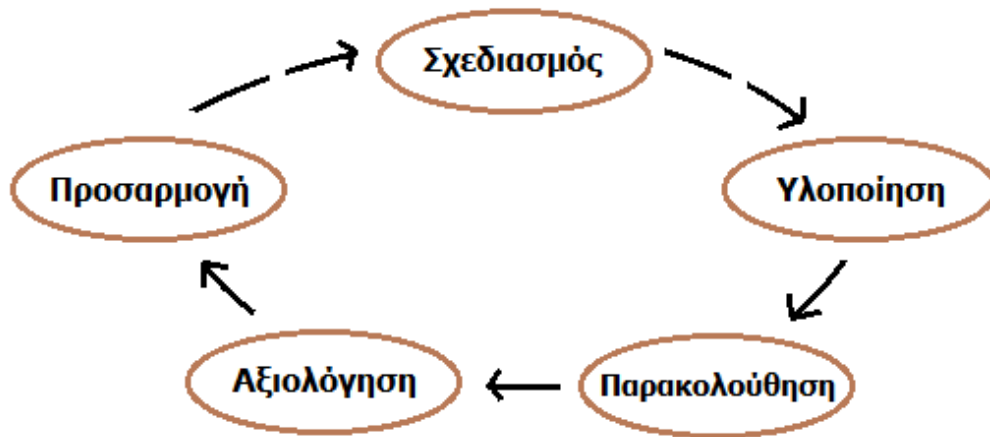 Σχεδιασμός
Υλοποίηση
Παρακολούθηση
Αξιολόγηση
Προσαρμογή